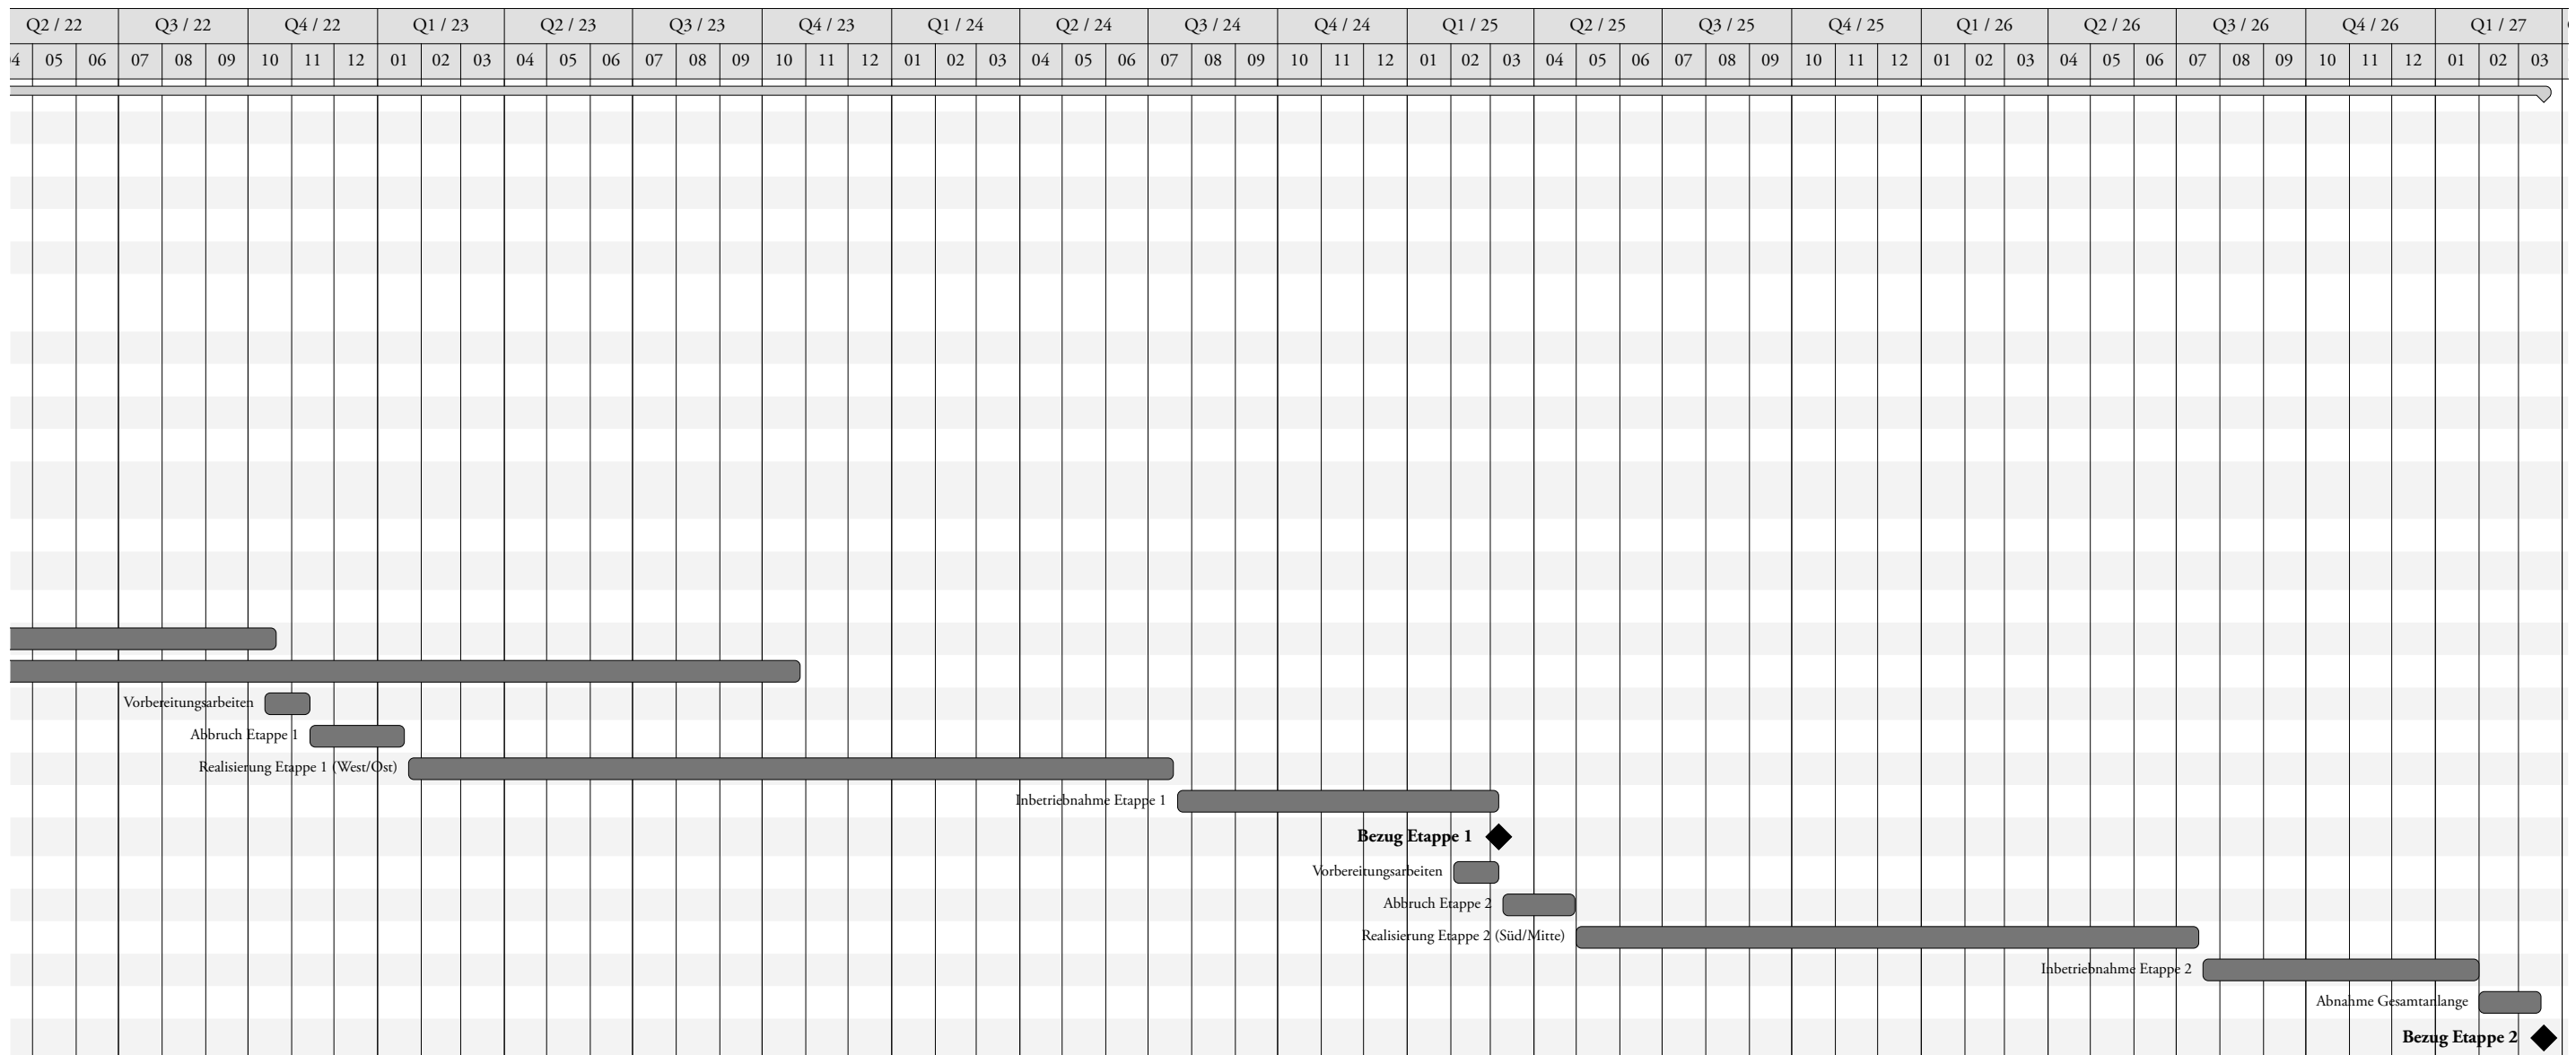 Q2 / 22 Q3 / 22 Q4 / 22 Q1 / 23 Q2 / 23 Q3 / 23 Q4 / 23 Q1 / 24 Q2 / 24 Q3 / 24 Q4 / 24 Q1 / 25 Q2 / 25 Q3 / 25 Q4 / 25 Q1 / 26 Q2 / 26 Q3 / 26 Q4 / 26 Q1 / 27
04 05 06 07 08 09 10 11 12 01 02 03 04 05 06 07 08 09 10 11 12 01 02 03 04 05 06 07 08 09 10 11 12 01 02 03 04 05 06 07 08 09 10 11 12 01 02 03 04 05 06 07 08 09 10 11 12 01 02 03
Vorbereitungsarbeiten
Abbruch Etappe 1
Realisierung Etappe 1 (West/Ost)
Inbetriebnahme Etappe 1
Bezug Etappe 1
Vorbereitungsarbeiten
Abbruch Etappe 2
Realisierung Etappe 2 (Süd/Mitte)
Inbetriebnahme Etappe 2
Abnahme Gesamtanlange
Bezug Etappe 2